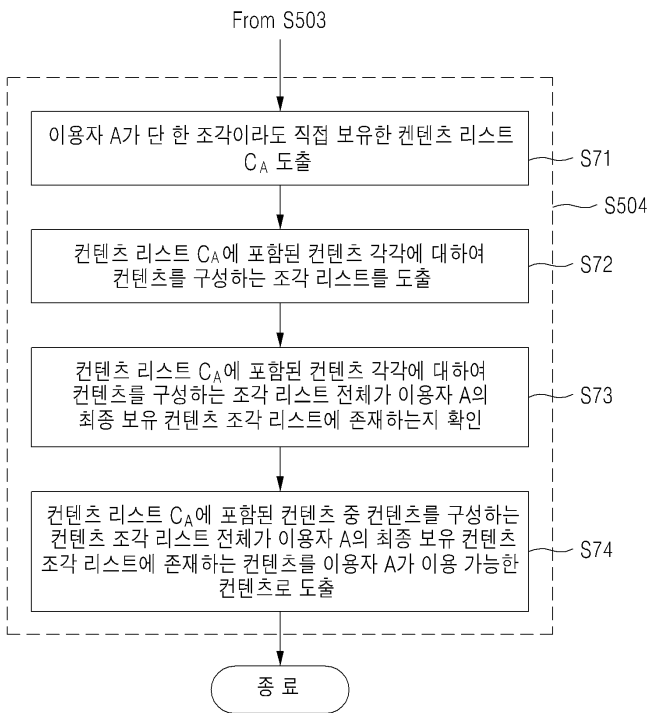 From S503
이용자 A가 단 한 조각이라도 직접 보유한 켄텐츠 리스트
C_A 도출
S71
S504
컨텐츠 리스트 C_A에 포함된 컨텐츠 각각에 대하여
컨텐츠를 구성하는 조각 리스트를 도출
S72
컨텐츠 리스트 C_A에 포함된 컨텐츠 각각에 대하여
컨텐츠를 구성하는 조각 리스트 전체가 이용자 A의
최종 보유 컨텐츠 조각 리스트에 존재하는지 확인
S73
컨텐츠 리스트 C_A에 포함된 컨텐츠 중 컨텐츠를 구성하는
컨텐츠 조각 리스트 전체가 이용자 A의 최종 보유 컨텐츠
조각 리스트에 존재하는 컨텐츠를 이용자 A가 이용 가능한
컨텐츠로 도출
S74
종 료